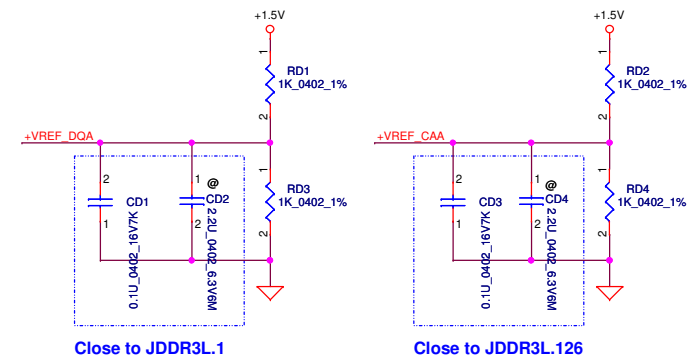 +1.5V
1
RD1
1K_0402_1%
2
+VREF_DQA
2
CD1
1
0.1U_0402_16V7K
1
@
CD2
2
2.2U_0402_6.3V6M
1
RD3
1K_0402_1%
2
Close to JDDR3L.1
+1.5V
1
RD2
1K_0402_1%
2
+VREF_CAA
2
CD3
1
0.1U_0402_16V7K
1
@
CD4
2
2.2U_0402_6.3V6M
1
RD4
1K_0402_1%
2
Close to JDDR3L.126